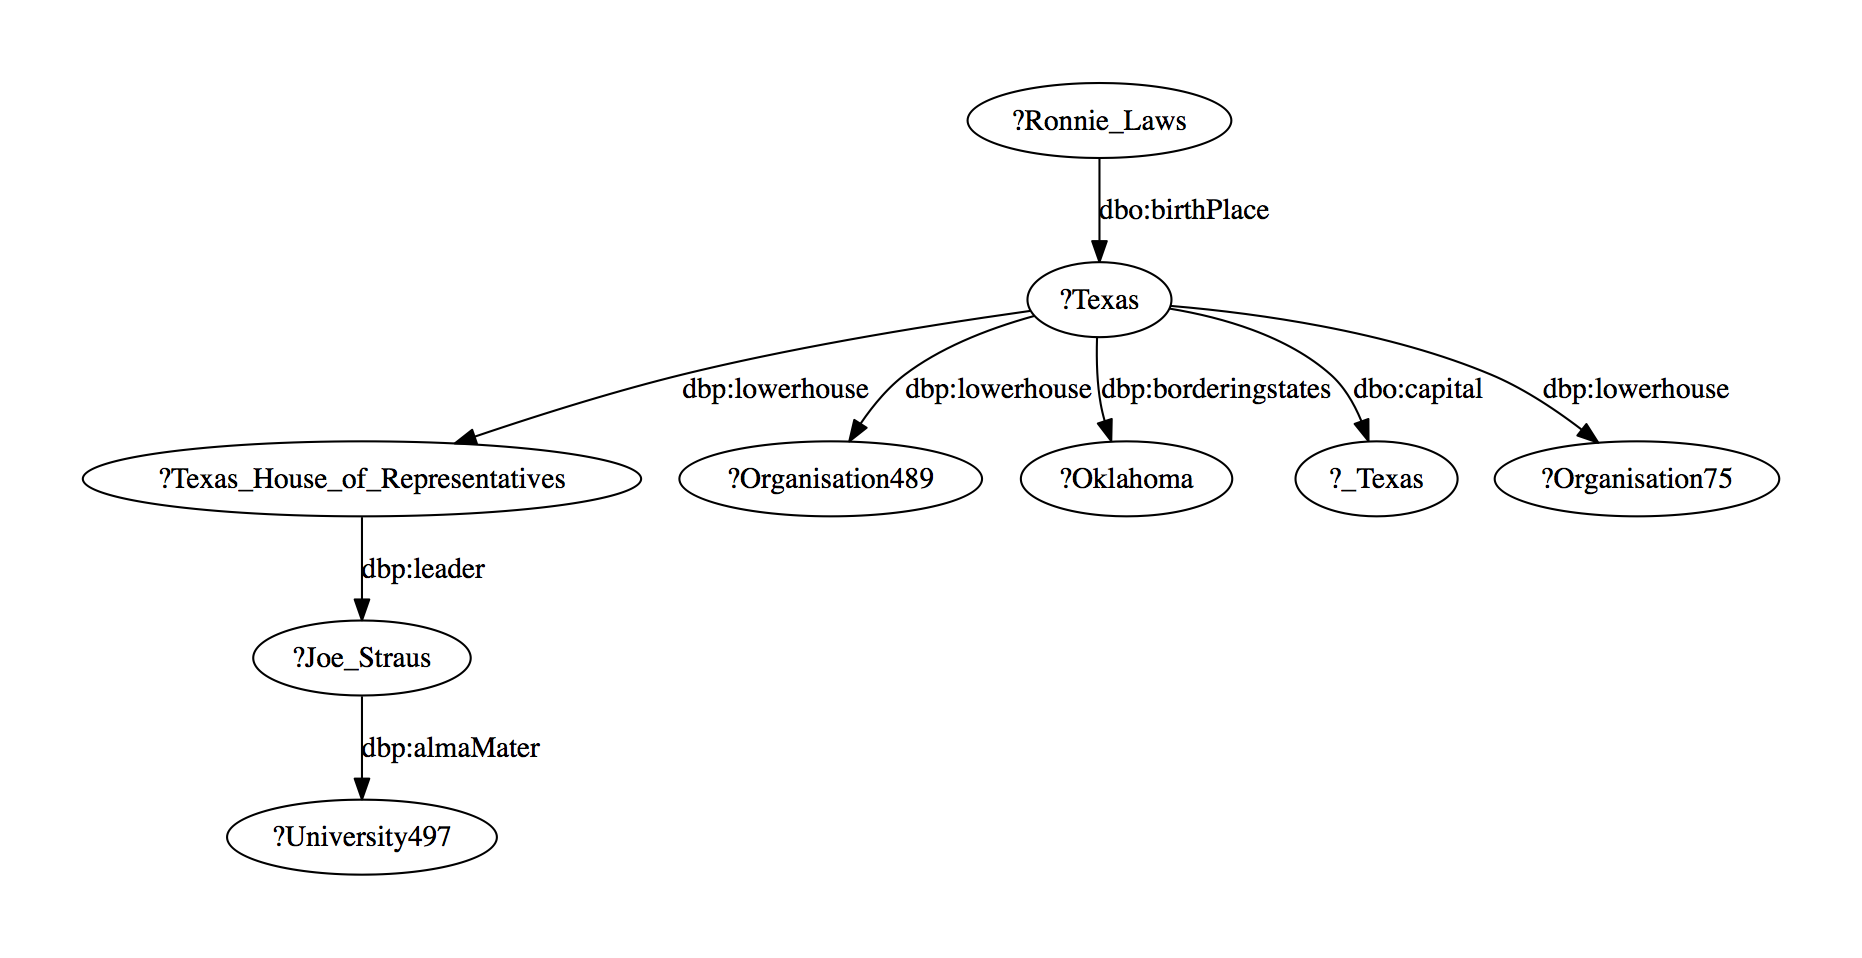 ?Ronnie_Laws
dbo:birthPlace
?Texas
dbp:lowerhouse
dbp:lowerhouse
dbp:borderingstates
dbo:capital
dbp:lowerhouse
?Texas_House_of_Representatives
?Organisation489
?Oklahoma
?_Texas
?Organisation75
dbp:leader
?Joe_Straus
dbp:almaMater
?University497